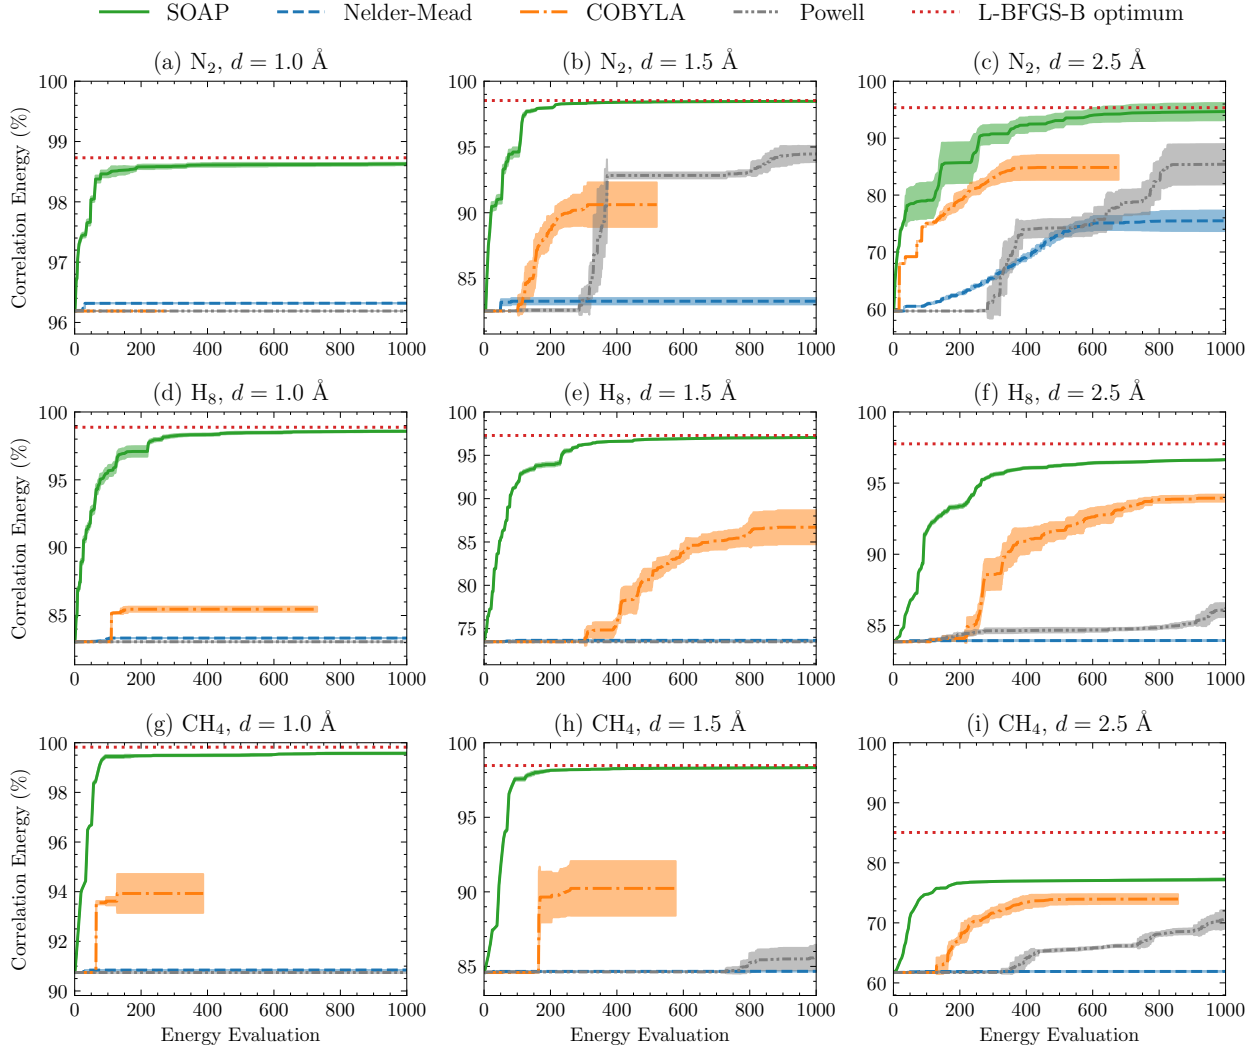 SOAP Nelder-Mead COBYLA Powell L-BFGS-B optimum
(a) N₂, d = 1.0 Å (b) N₂, d = 1.5 Å (c) N₂, d = 2.5 Å
Correlation Energy (%)
100
99
98
97
96
0 200 400 600 800 1000
100
95
90
85
0 200 400 600 800 1000
100
90
80
70
60
0 200 400 600 800 1000
(d) H₈, d = 1.0 Å (e) H₈, d = 1.5 Å (f) H₈, d = 2.5 Å
Correlation Energy (%)
100
95
90
85
0 200 400 600 800 1000
100
95
90
85
80
75
0 200 400 600 800 1000
100
95
90
85
0 200 400 600 800 1000
(g) CH₄, d = 1.0 Å (h) CH₄, d = 1.5 Å (i) CH₄, d = 2.5 Å
Correlation Energy (%)
100
98
96
94
92
90
0 200 400 600 800 1000
Energy Evaluation
100
95
90
85
0 200 400 600 800 1000
Energy Evaluation
100
90
80
70
60
0 200 400 600 800 1000
Energy Evaluation